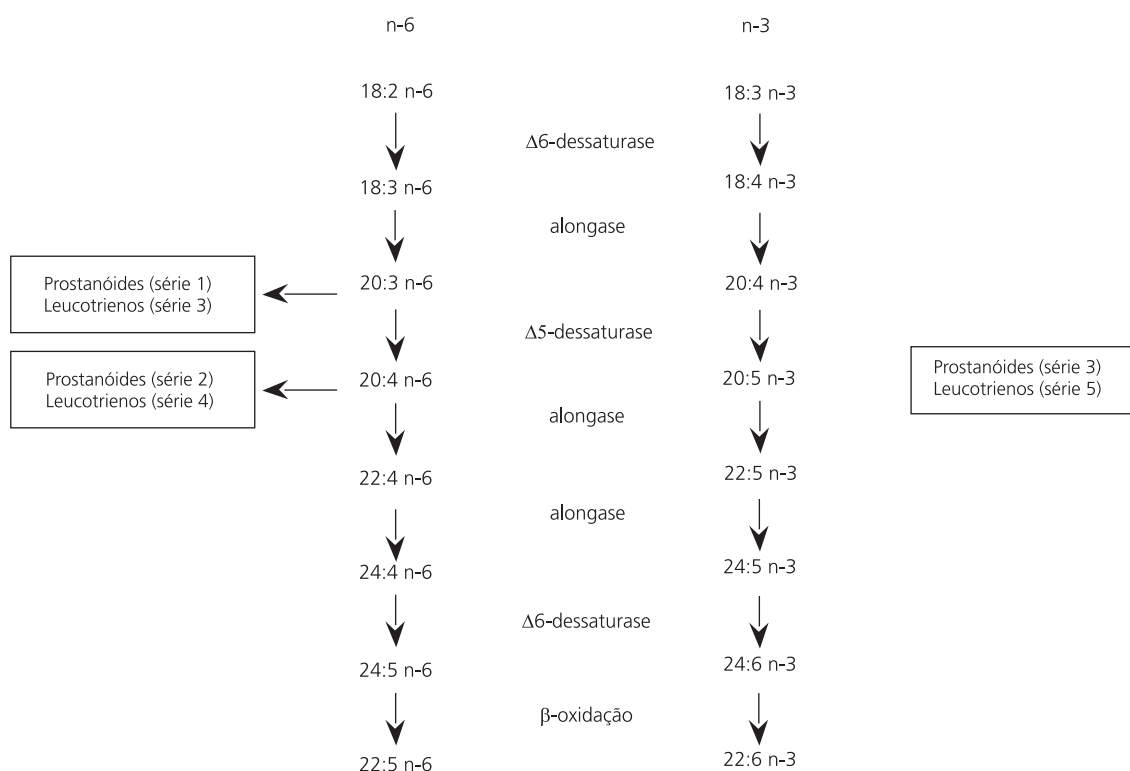 n-6
n-3
18:2 n-6
18:3 n-3
Δ6-dessaturase
18:3 n-6
18:4 n-3
alongase
Prostanóides (série 1)
Leucotrienos (série 3)
20:3 n-6
20:4 n-3
Δ5-dessaturase
Prostanóides (série 2)
Leucotrienos (série 4)
20:4 n-6
20:5 n-3
Prostanóides (série 3)
Leucotrienos (série 5)
alongase
22:4 n-6
22:5 n-3
alongase
24:4 n-6
24:5 n-3
Δ6-dessaturase
24:5 n-6
24:6 n-3
β-oxidação
22:5 n-6
22:6 n-3